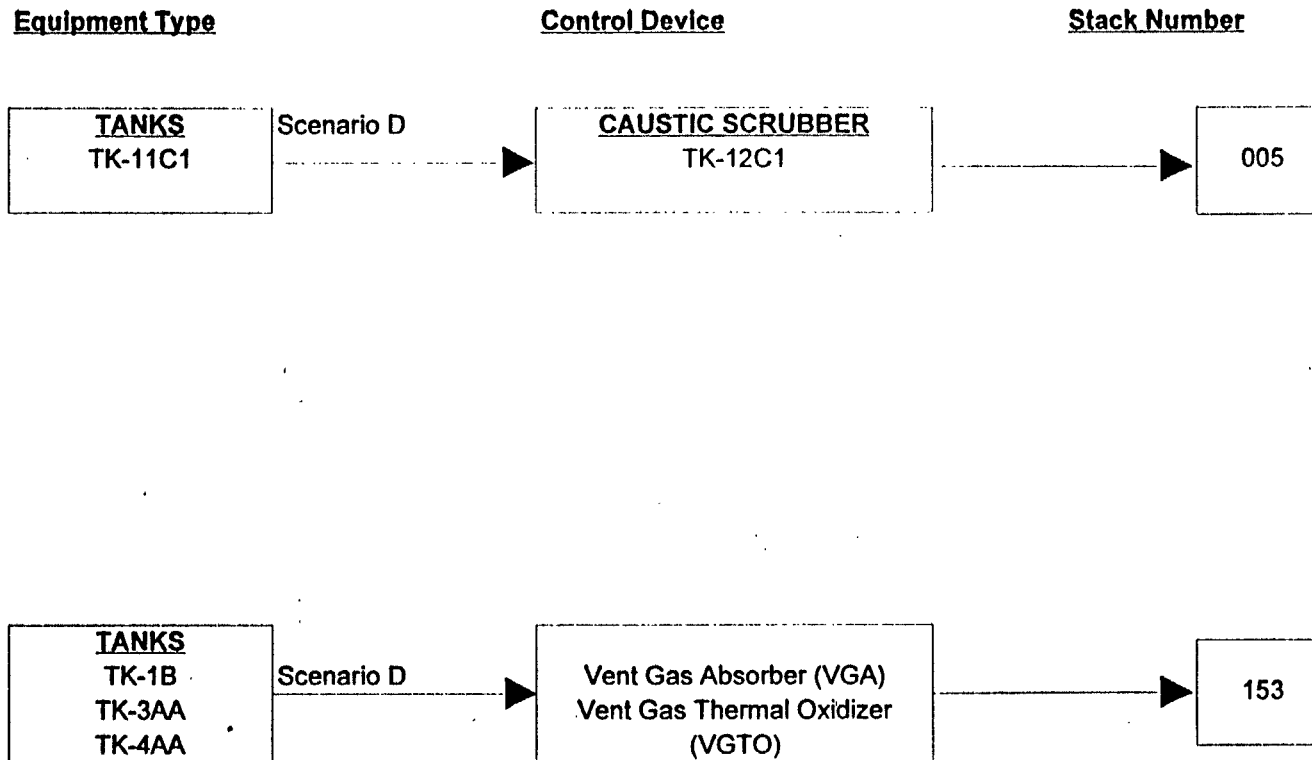 Equipment Type Control Device Stack Number
TANKS Scenario D CAUSTIC SCRUBBER
TK-11C1 TK-12C1 005
TANKS
TK-1B Scenario D Vent Gas Absorber (VGA) 153
TK-3AA Vent Gas Thermal Oxidizer
TK-4AA (VGTO)